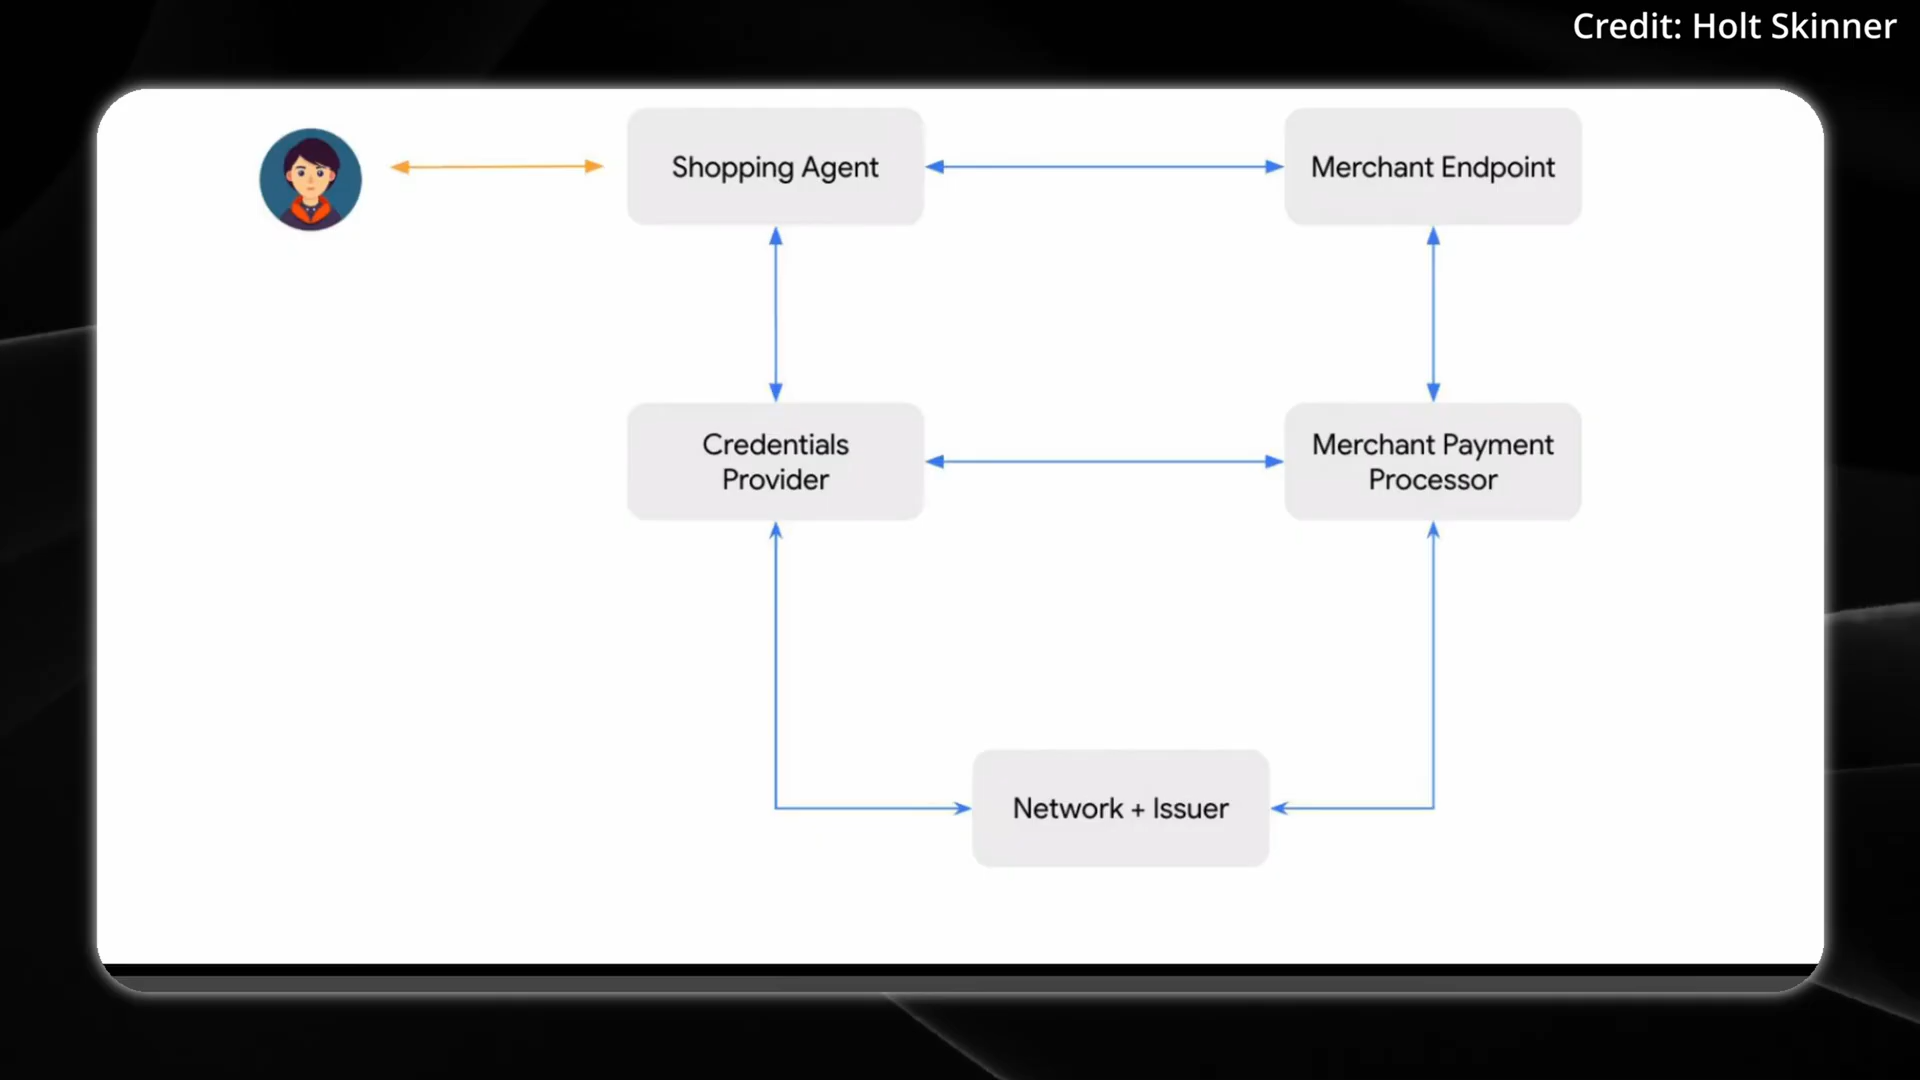 Credit: Holt Skinner
Shopping Agent
Merchant Endpoint
Credentials
Provider
Merchant Payment
Processor
Network + Issuer